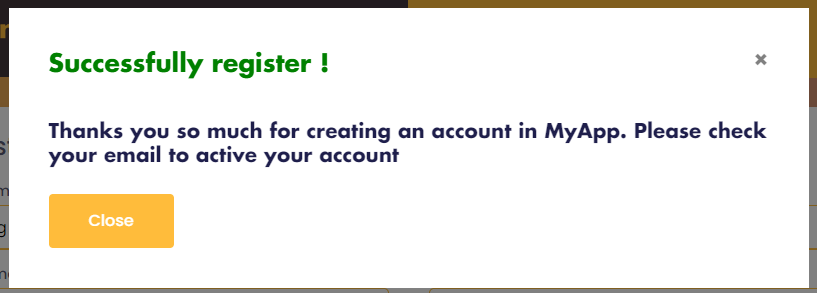 Successfully register !
×
Thanks you so much for creating an account in MyApp. Please check
your email to active your account
Close